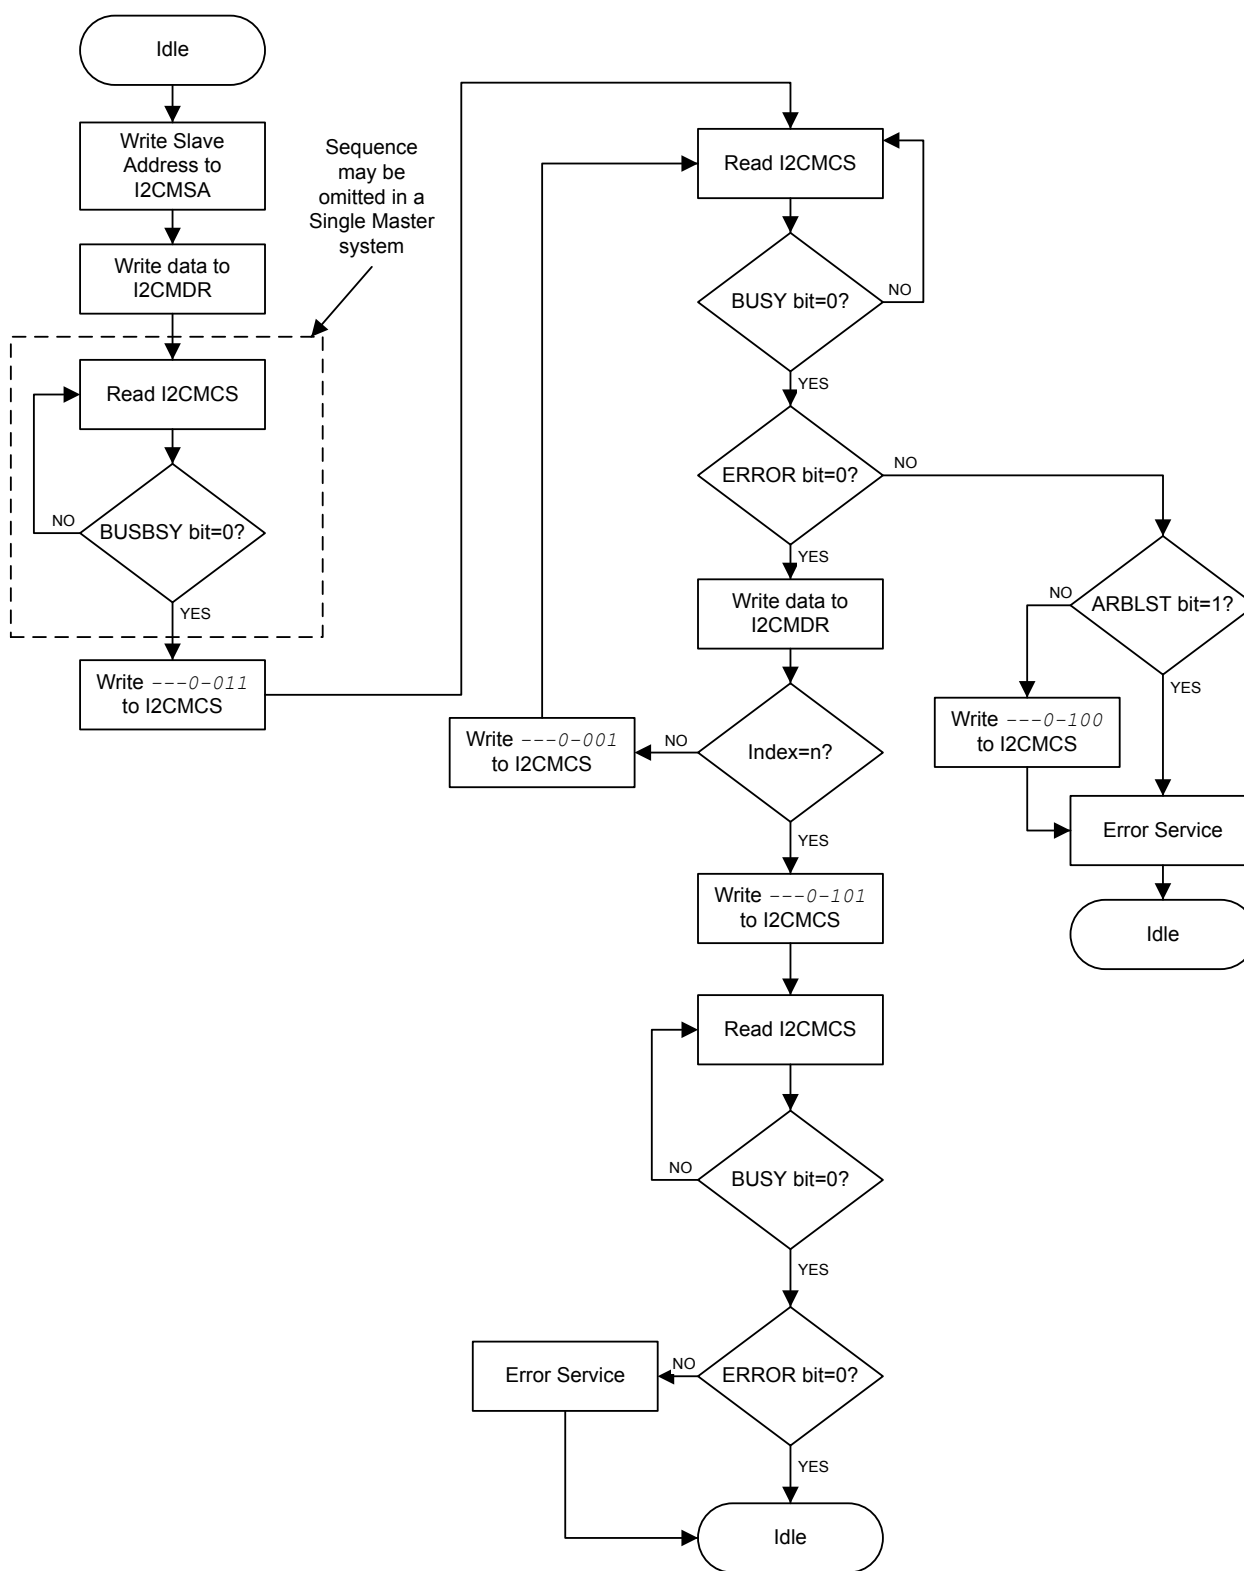 Idle
Write Slave
Address to
I2CMSA
Write data to
I2CMDR
Sequence
may be
omitted in a
Single Master
system
Read I2CMCS
BUSBSY bit=0?
NO
YES
Write ---0-011
to I2CMCS
Read I2CMCS
BUSY bit=0?
NO
YES
ERROR bit=0?
NO
YES
Write data to
I2CMDR
Index=n?
NO
Write ---0-001
to I2CMCS
YES
ARBLST bit=1?
NO
YES
Write ---0-100
to I2CMCS
Error Service
Idle
Write ---0-101
to I2CMCS
Read I2CMCS
BUSY bit=0?
NO
YES
ERROR bit=0?
NO
Error Service
YES
Idle